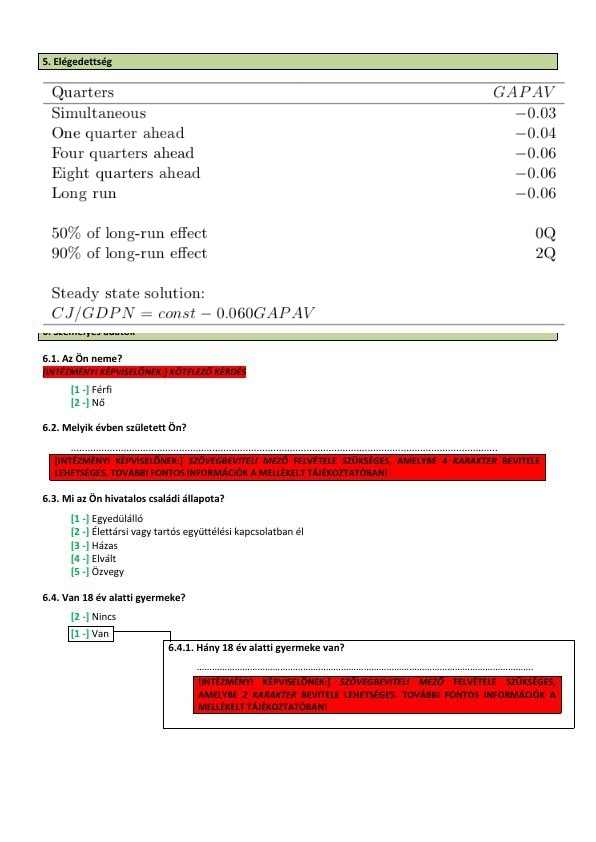 5. Elégedettség
Quarters GAPAV
Simultaneous −0.03
One quarter ahead −0.04
Four quarters ahead −0.06
Eight quarters ahead −0.06
Long run −0.06
50% of long-run effect 0Q
90% of long-run effect 2Q
Steady state solution:
CJ/GDPN = const − 0.060GAPAV
6. Személyes adatok
6.1. Az Ön neme?
[INTÉZMÉNYI KÉPVISELŐNEK:] KÖTELEZŐ KÉRDÉS
[1 -] Férfi
[2 -] Nő
6.2. Melyik évben született Ön?
[INTÉZMÉNYI KÉPVISELŐNEK:] SZÖVEGBEVITELI MEZŐ FELVÉTELE SZÜKSÉGES, AMELYBE 4 KARAKTER BEVITELE
LEHETSÉGES. TOVÁBBI FONTOS INFORMÁCIÓK A MELLÉKELT TÁJÉKOZTATÓBAN!
6.3. Mi az Ön hivatalos családi állapota?
[1 -] Egyedülálló
[2 -] Élettársi vagy tartós együttélési kapcsolatban él
[3 -] Házas
[4 -] Elvált
[5 -] Özvegy
6.4. Van 18 év alatti gyermeke?
[2 -] Nincs
[1 -] Van
6.4.1. Hány 18 év alatti gyermeke van?
[INTÉZMÉNYI KÉPVISELŐNEK:] SZÖVEGBEVITELI MEZŐ FELVÉTELE SZÜKSÉGES,
AMELYBE 2 KARAKTER BEVITELE LEHETSÉGES. TOVÁBBI FONTOS INFORMÁCIÓK A
MELLÉKELT TÁJÉKOZTATÓBAN!